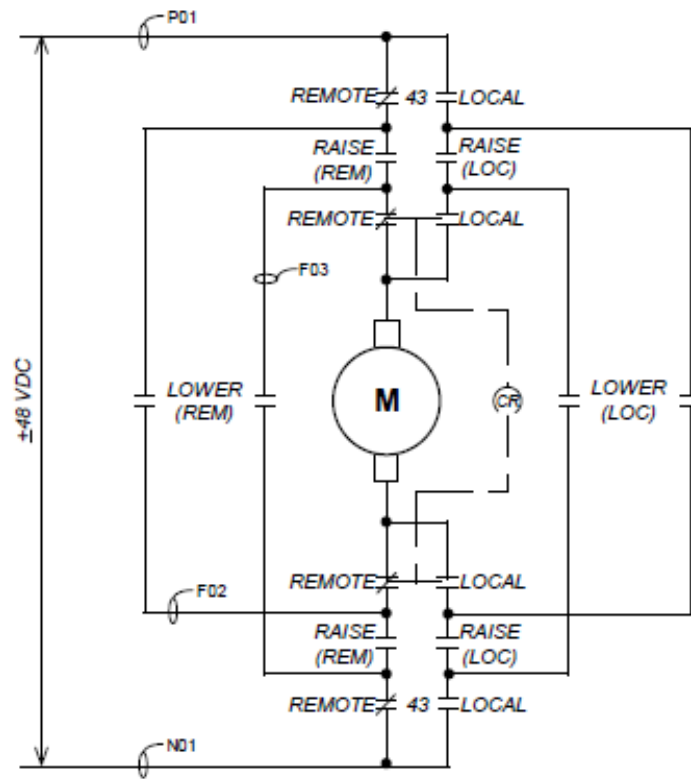 P01
REMOTE 43 LOCAL
RAISE
(REM)
RAISE
(LOC)
REMOTE LOCAL
F03
±48 VDC
LOWER
(REM)
M
CR
LOWER
(LOC)
REMOTE LOCAL
F02
RAISE
(REM)
RAISE
(LOC)
REMOTE 43 LOCAL
N01